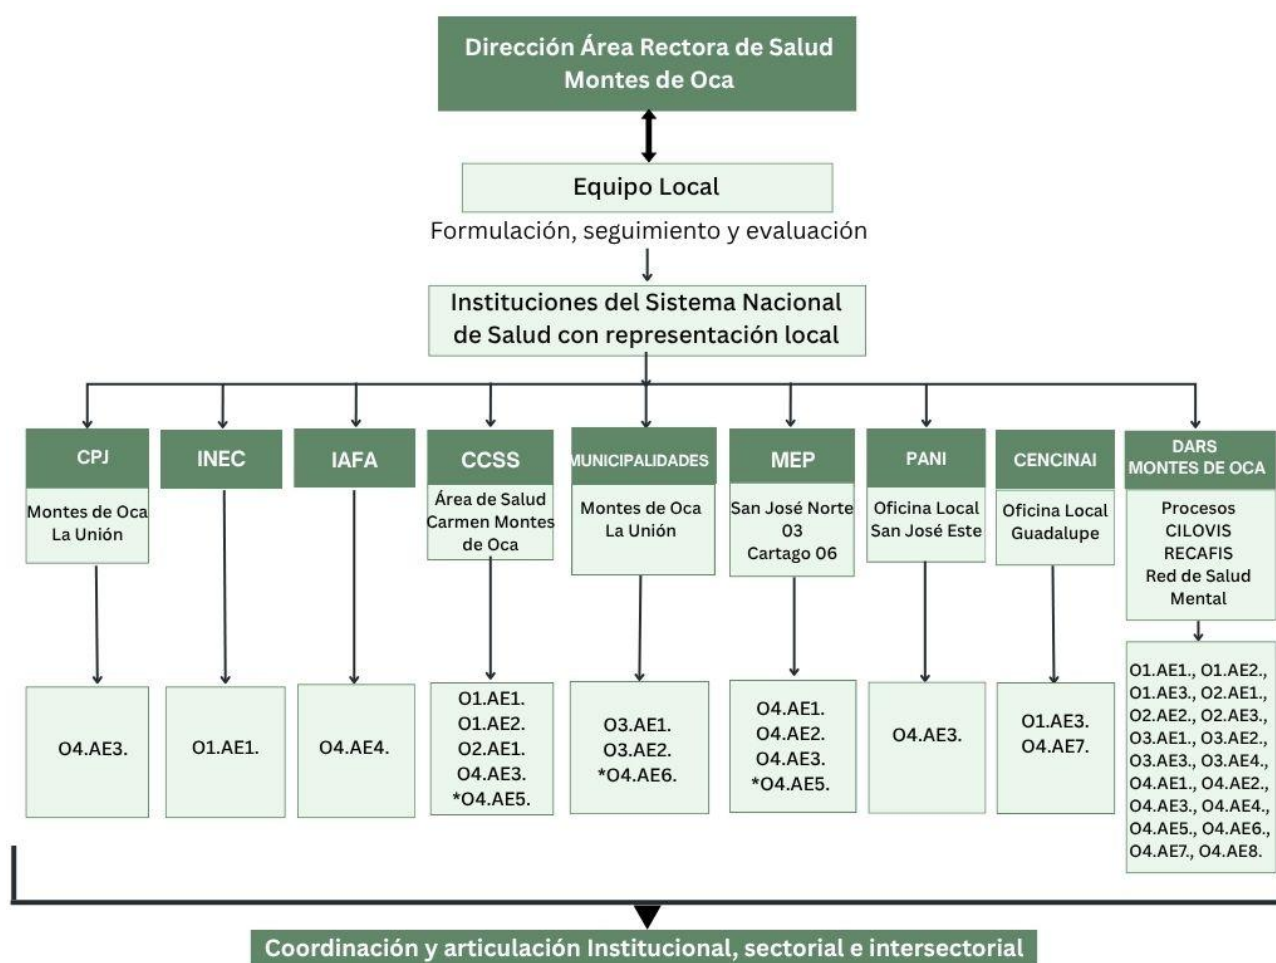 Dirección Área Rectora de Salud
Montes de Oca
Equipo Local
Formulación, seguimiento y evaluación
Instituciones del Sistema Nacional
de Salud con representación local
CPJ
Montes de Oca
La Unión
O4.AE3.
INEC
O1.AE1.
IAFA
O4.AE4.
CCSS
Área de Salud
Carmen Montes
de Oca
O1.AE1.
O1.AE2.
O2.AE1.
O4.AE3.
*O4.AE5.
MUNICIPALIDADES
Montes de Oca
La Unión
O3.AE1.
O3.AE2.
*O4.AE6.
MEP
San José Norte
03
Cartago 06
O4.AE1.
O4.AE2.
O4.AE3.
*O4.AE5.
PANI
Oficina Local
San José Este
O4.AE3.
CENCINAI
Oficina Local
Guadalupe
O1.AE3.
O4.AE7.
DARS
MONTES DE OCA
Procesos
CILOVIS
RECAFIS
Red de Salud
Mental
O1.AE1., O1.AE2.,
O1.AE3., O2.AE1.,
O2.AE2., O2.AE3.,
O3.AE1., O3.AE2.,
O3.AE3., O3.AE4.,
O4.AE1., O4.AE2.,
O4.AE3., O4.AE4.,
O4.AE5., O4.AE6.,
O4.AE7., O4.AE8.
Coordinación y articulación Institucional, sectorial e intersectorial